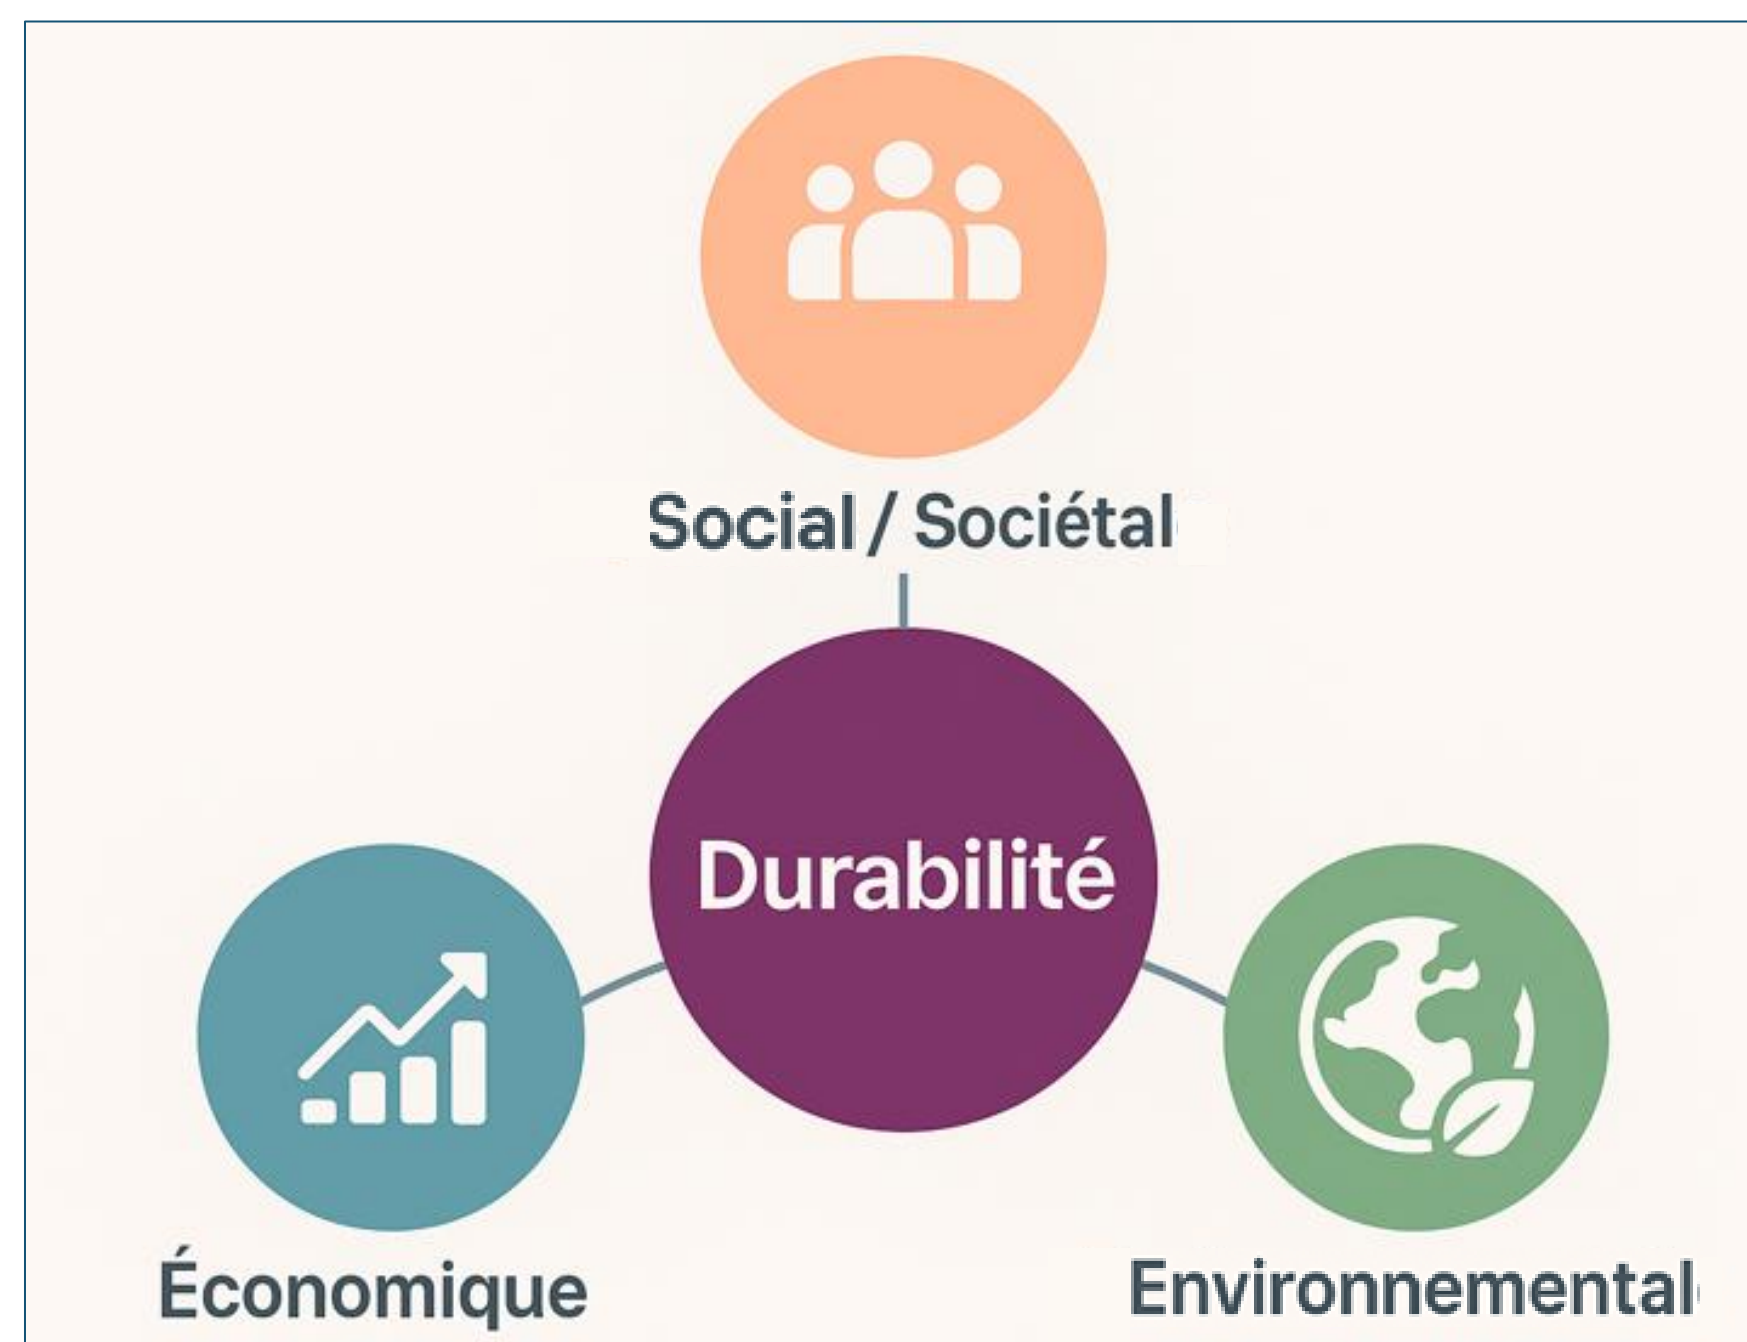 Social / Sociétal
Durabilité
Économique
Environnemental